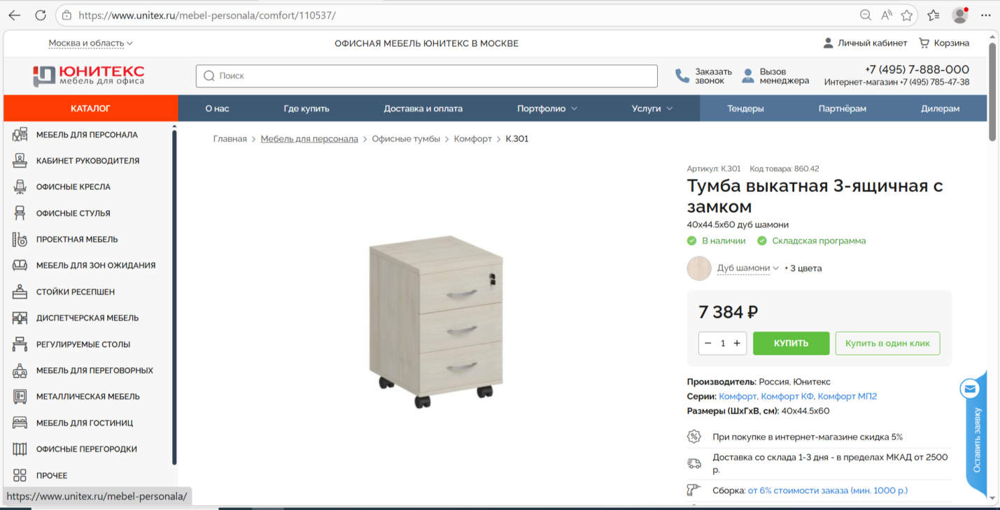 https://www.unitex.ru/mebel-personala/comfort/110537/
Москва и область
ОФИСНАЯ МЕБЕЛЬ ЮНИТЕКС В МОСКВЕ
Личный кабинет
Корзина
ЮНИТЕКС
мебель для офиса
Поиск
Заказать
звонок
Вызов
менеджера
+7 (495) 7-888-000
Интернет-магазин +7 (495) 785-47-38
КАТАЛОГ
О нас
Где купить
Доставка и оплата
Портфолио
Услуги
Тендеры
Партнёрам
Дилерам
МЕБЕЛЬ ДЛЯ ПЕРСОНАЛА
КАБИНЕТ РУКОВОДИТЕЛЯ
ОФИСНЫЕ КРЕСЛА
ОФИСНЫЕ СТУЛЬЯ
ПРОЕКТНАЯ МЕБЕЛЬ
МЕБЕЛЬ ДЛЯ ЗОН ОЖИДАНИЯ
СТОЙКИ РЕСЕПШЕН
ДИСПЕТЧЕРСКАЯ МЕБЕЛЬ
РЕГУЛИРУЕМЫЕ СТОЛЫ
МЕБЕЛЬ ДЛЯ ПЕРЕГОВОРНЫХ
МЕТАЛЛИЧЕСКАЯ МЕБЕЛЬ
МЕБЕЛЬ ДЛЯ ГОСТИНИЦ
ОФИСНЫЕ ПЕРЕГОРОДКИ
ПРОЧЕЕ
Главная > Мебель для персонала > Офисные тумбы > Комфорт > К.301
Артикул: К.301 Код товара: 860.42
Тумба выкатная 3-ящичная с
замком
40x44.5x60 дуб шамони
В наличии
Складская программа
Дуб шамони
+ 3 цвета
7 384 ₽
− 1 +
КУПИТЬ
Купить в один клик
Производитель: Россия, Юнитекс
Серии: Комфорт, Комфорт КФ, Комфорт МП2
Размеры (ШхГхВ, см): 40x44.5x60
При покупке в интернет-магазине скидка 5%
Доставка со склада 1-3 дня - в пределах МКАД от 2500
р.
Сборка: от 6% стоимости заказа (мин. 1000 р.)
Оставить заявку
https://www.unitex.ru/mebel-personala/